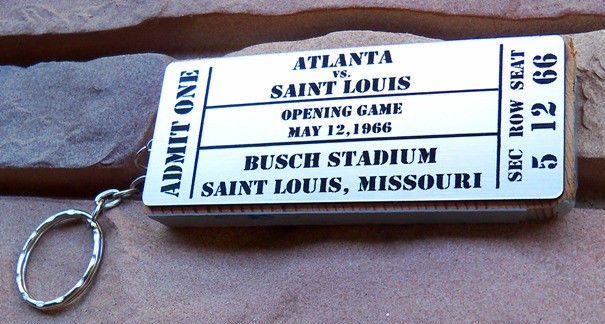 ADMIT ONE
ATLANTA
vs.
SAINT LOUIS
OPENING GAME
MAY 12, 1966
BUSCH STADIUM
SAINT LOUIS, MISSOURI
SEC ROW SEAT
5 12 66